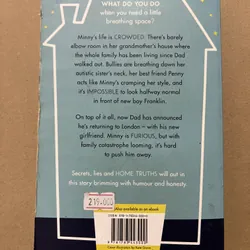 WHAT DO YOU DO
when you need a little
breathing space?
Minny's life is CROWDED. There's barely
elbow room in her grandmother's house where
the whole family has been living since Dad
walked out. Bullies are breathing down her
autistic sister's neck, her best friend Penny
acts like Minny's cramping her style, and
it's IMPOSSIBLE to look halfway normal
in front of new boy Franklin.
On top of it all, now Dad has announced
he's returning to London – with his new
girlfriend. Minny is FURIOUS, but with
family catastrophe looming, it's hard
to push him away.
Secrets, lies and HOME TRUTHS will out in
this story brimming with humour and honesty.
219.000
Also available as an ebook